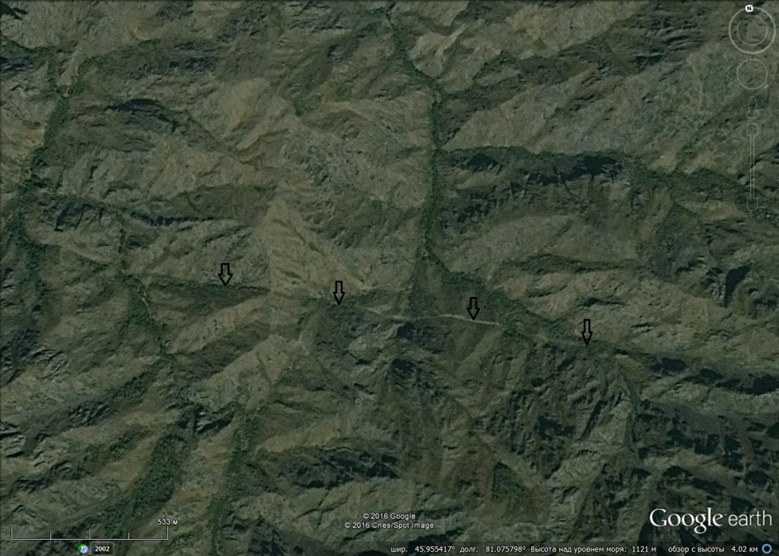 N
533 м
© 2016 Google
© 2016 Cnes/Spot Image
Google earth
2002
шир. 45.955417° долг. 81.075798° Высота над уровнем моря: 1121 м обзор с высоты 4.02 км